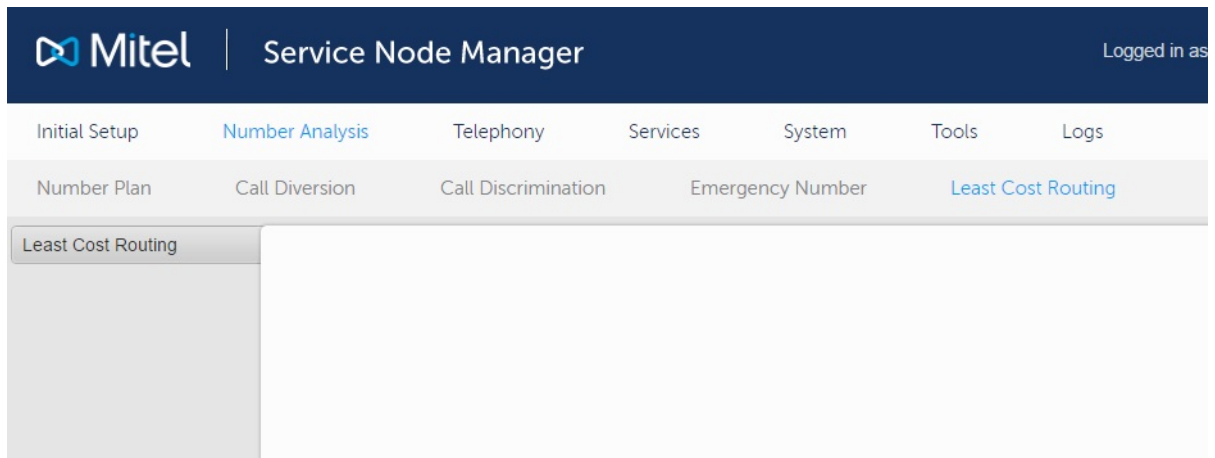 Mitel Service Node Manager Logged in as
Initial Setup Number Analysis Telephony Services System Tools Logs
Number Plan Call Diversion Call Discrimination Emergency Number Least Cost Routing
Least Cost Routing